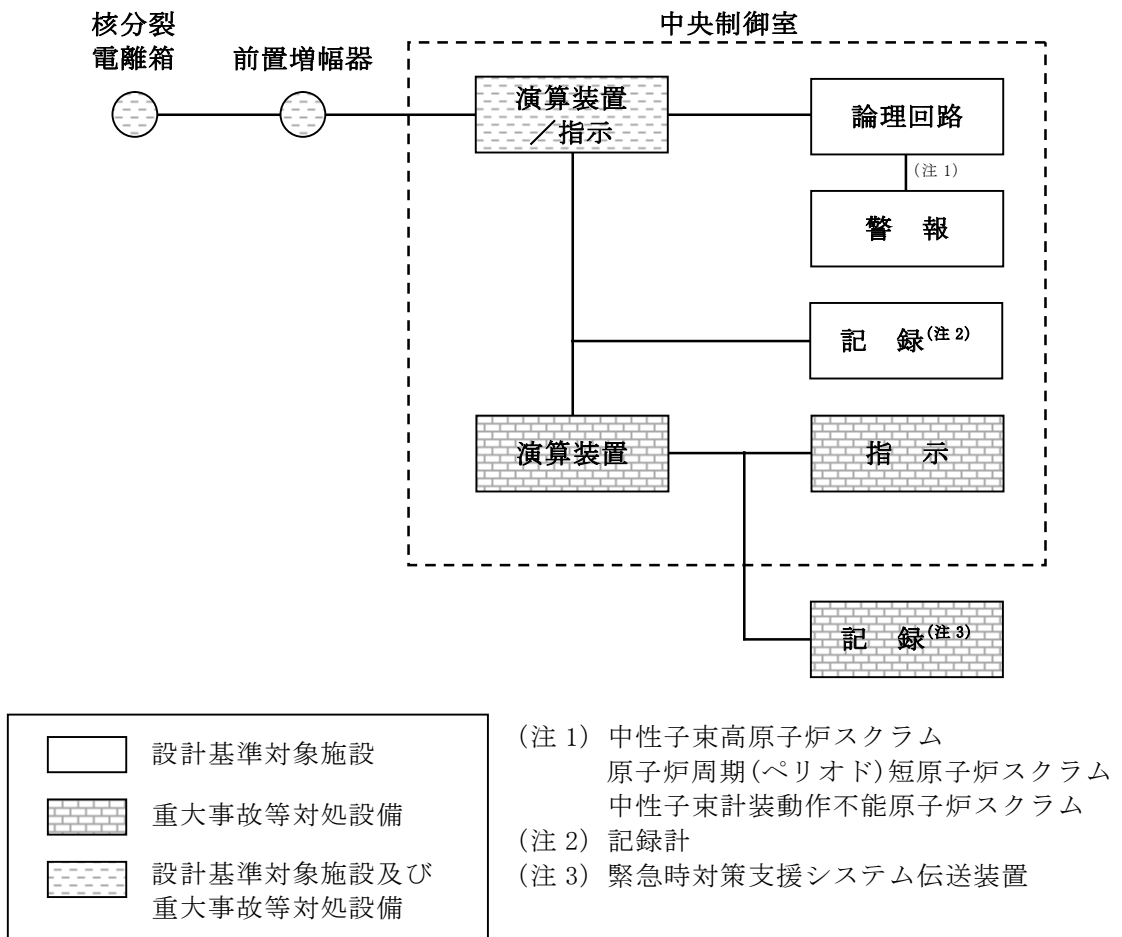 核分裂
電離箱
前置増幅器
中央制御室
演算装置
／指示
論理回路
(注 1)
警　報
記　録(注 2)
演算装置
指　示
記　録(注 3)
設計基準対象施設
重大事故等対処設備
設計基準対象施設及び
重大事故等対処設備
(注 1) 中性子束高原子炉スクラム
原子炉周期(ペリオド)短原子炉スクラム
中性子束計装動作不能原子炉スクラム
(注 2) 記録計
(注 3) 緊急時対策支援システム伝送装置